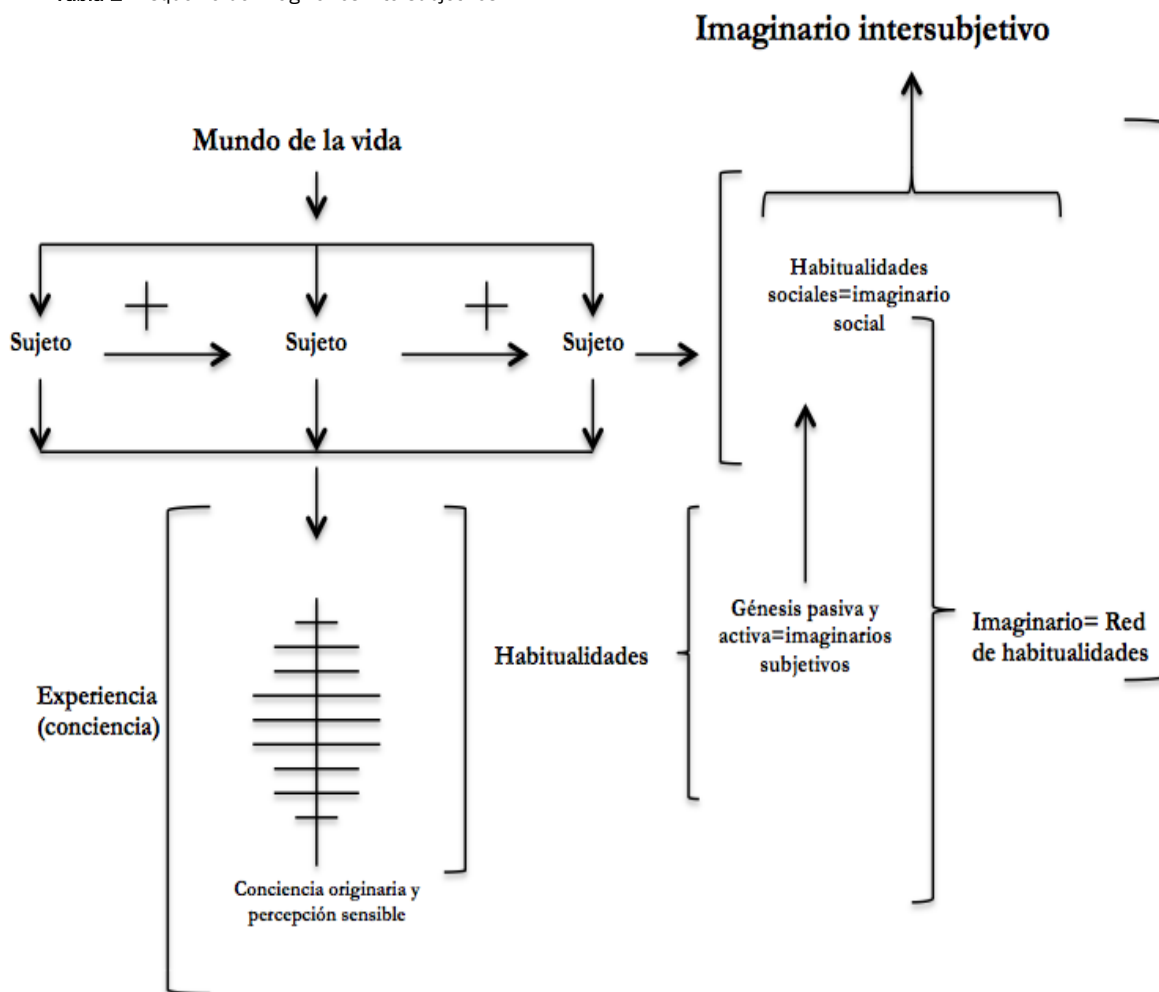 Imaginario intersubjetivo
Mundo de la vida
Sujeto
Sujeto
Sujeto
Habitualidades
sociales=imaginario
social
Génesis pasiva y
activa=imaginarios
subjetivos
Imaginario= Red
de habitualidades
Habitualidades
Experiencia
(conciencia)
Conciencia originaria y
percepción sensible